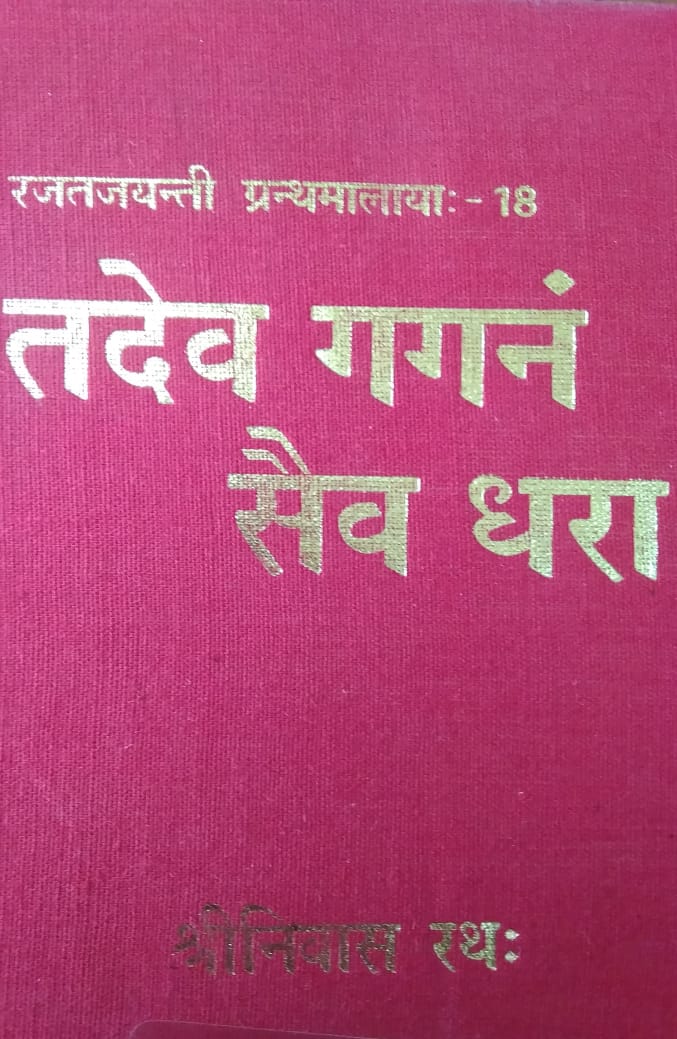 रजतजयन्ती ग्रन्थमालायाः - 18
तदेव गगनं
सैव धरा
श्रीनिवास रथः